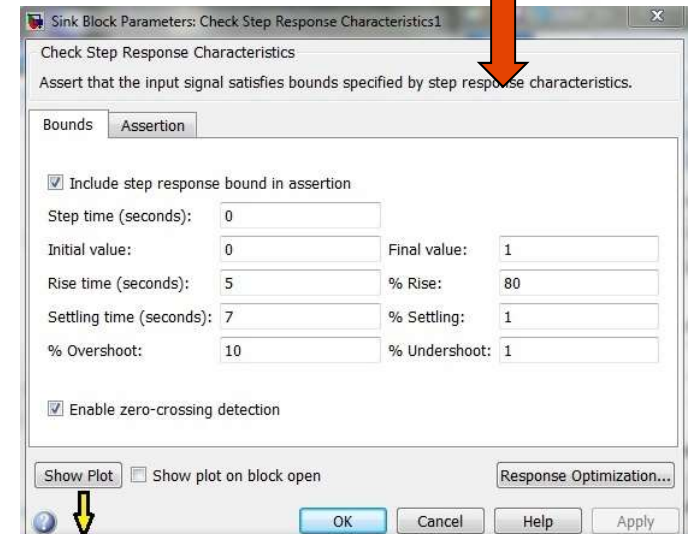 Sink Block Parameters: Check Step Response Characteristics1
Check Step Response Characteristics
Assert that the input signal satisfies bounds specified by step response characteristics.
Bounds Assertion
Include step response bound in assertion
Step time (seconds): 0
Initial value: 0 Final value: 1
Rise time (seconds): 5 % Rise: 80
Settling time (seconds): 7 % Settling: 1
% Overshoot: 10 % Undershoot: 1
Enable zero-crossing detection
Show Plot Show plot on block open Response Optimization...
? OK Cancel Help Apply